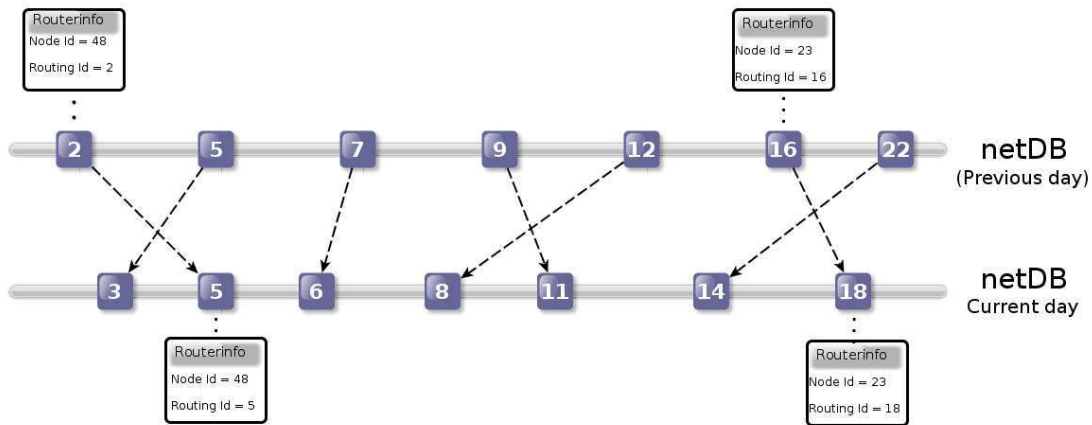 Routerinfo
Node Id = 48
Routing Id = 2
Routerinfo
Node Id = 23
Routing Id = 16
2 5 7 9 12 16 22
netDB
(Previous day)
3 5 6 8 11 14 18
netDB
Current day
Routerinfo
Node Id = 48
Routing Id = 5
Routerinfo
Node Id = 23
Routing Id = 18